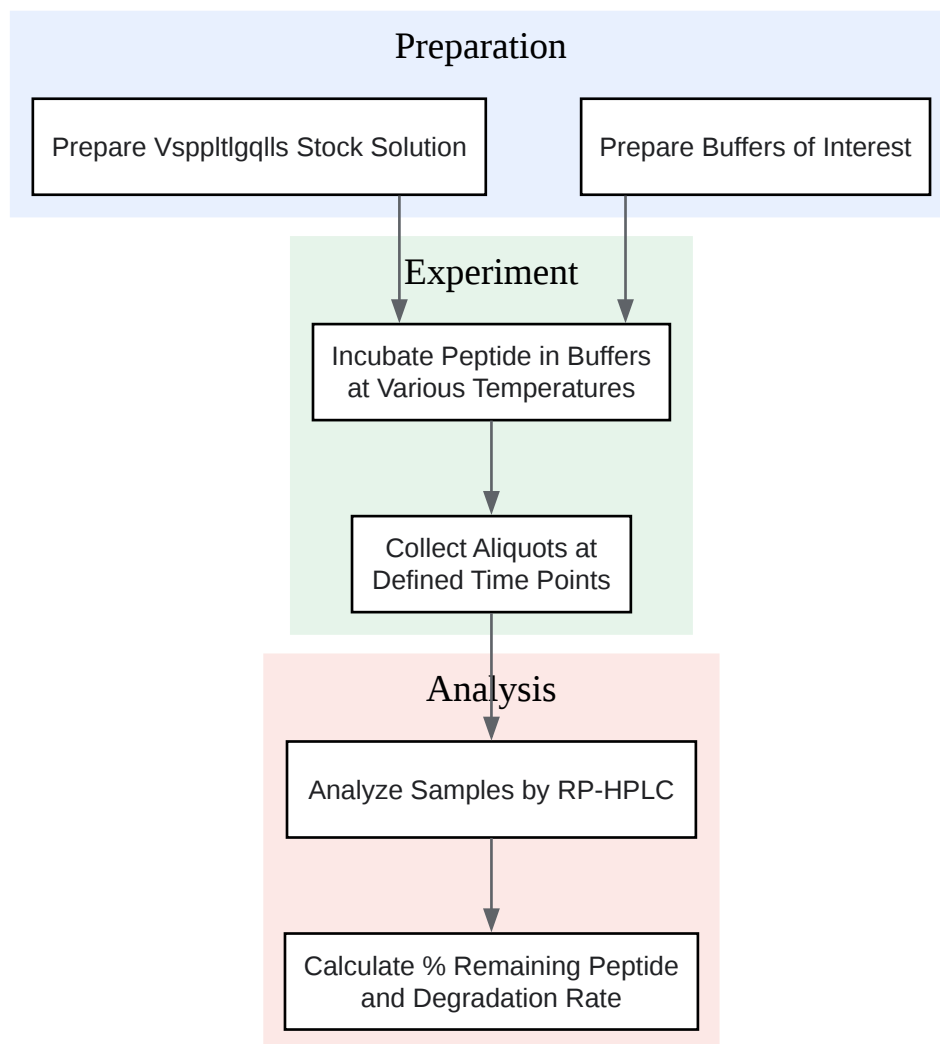 Preparation
Prepare Vsppltlgqlls Stock Solution
Prepare Buffers of Interest
Experiment
Incubate Peptide in Buffers
at Various Temperatures
Collect Aliquots at
Defined Time Points
Analysis
Analyze Samples by RP-HPLC
Calculate % Remaining Peptide
and Degradation Rate